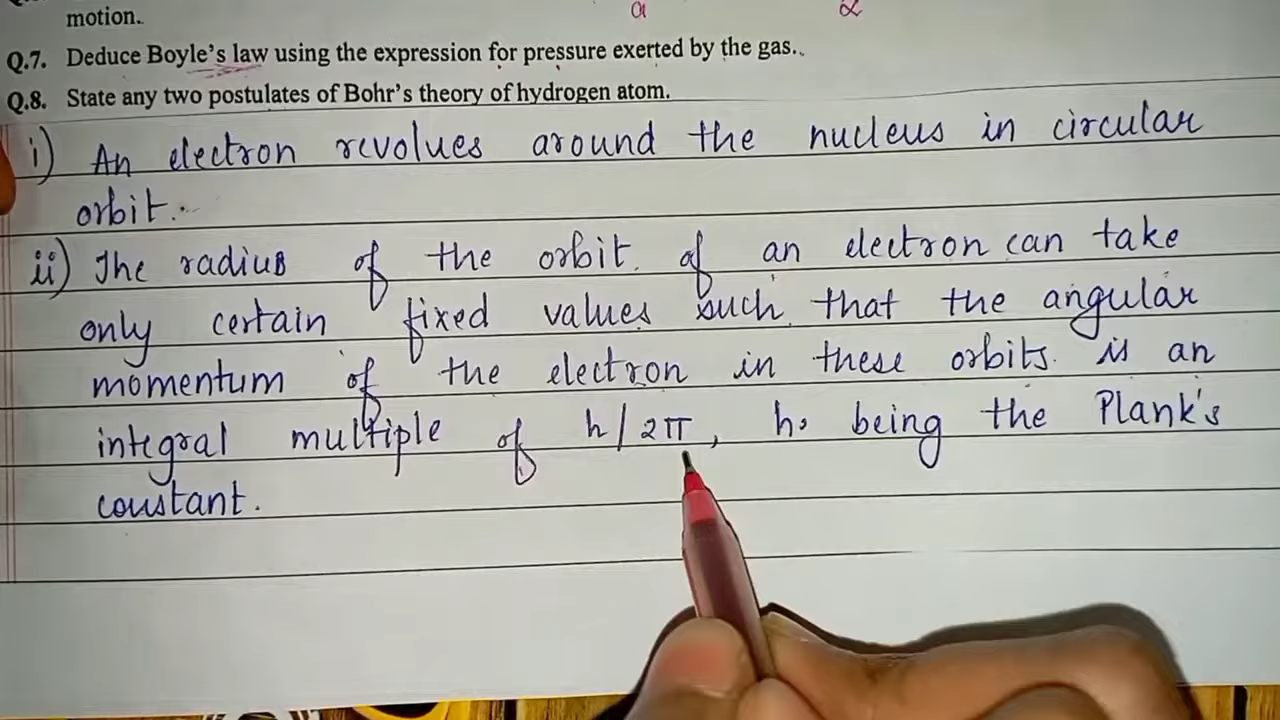 motion.
Q.7. Deduce Boyle's law using the expression for pressure exerted by the gas..
Q.8. State any two postulates of Bohr's theory of hydrogen atom.
i) An electron revolues around the nucleus in circular
orbit.
ii) The radius of the orbit of an electron can take
only certain fixed values such that the angular
momentum of the electron in these orbits is an
integral multiple of h/2π, h. being the Plank's
constant.